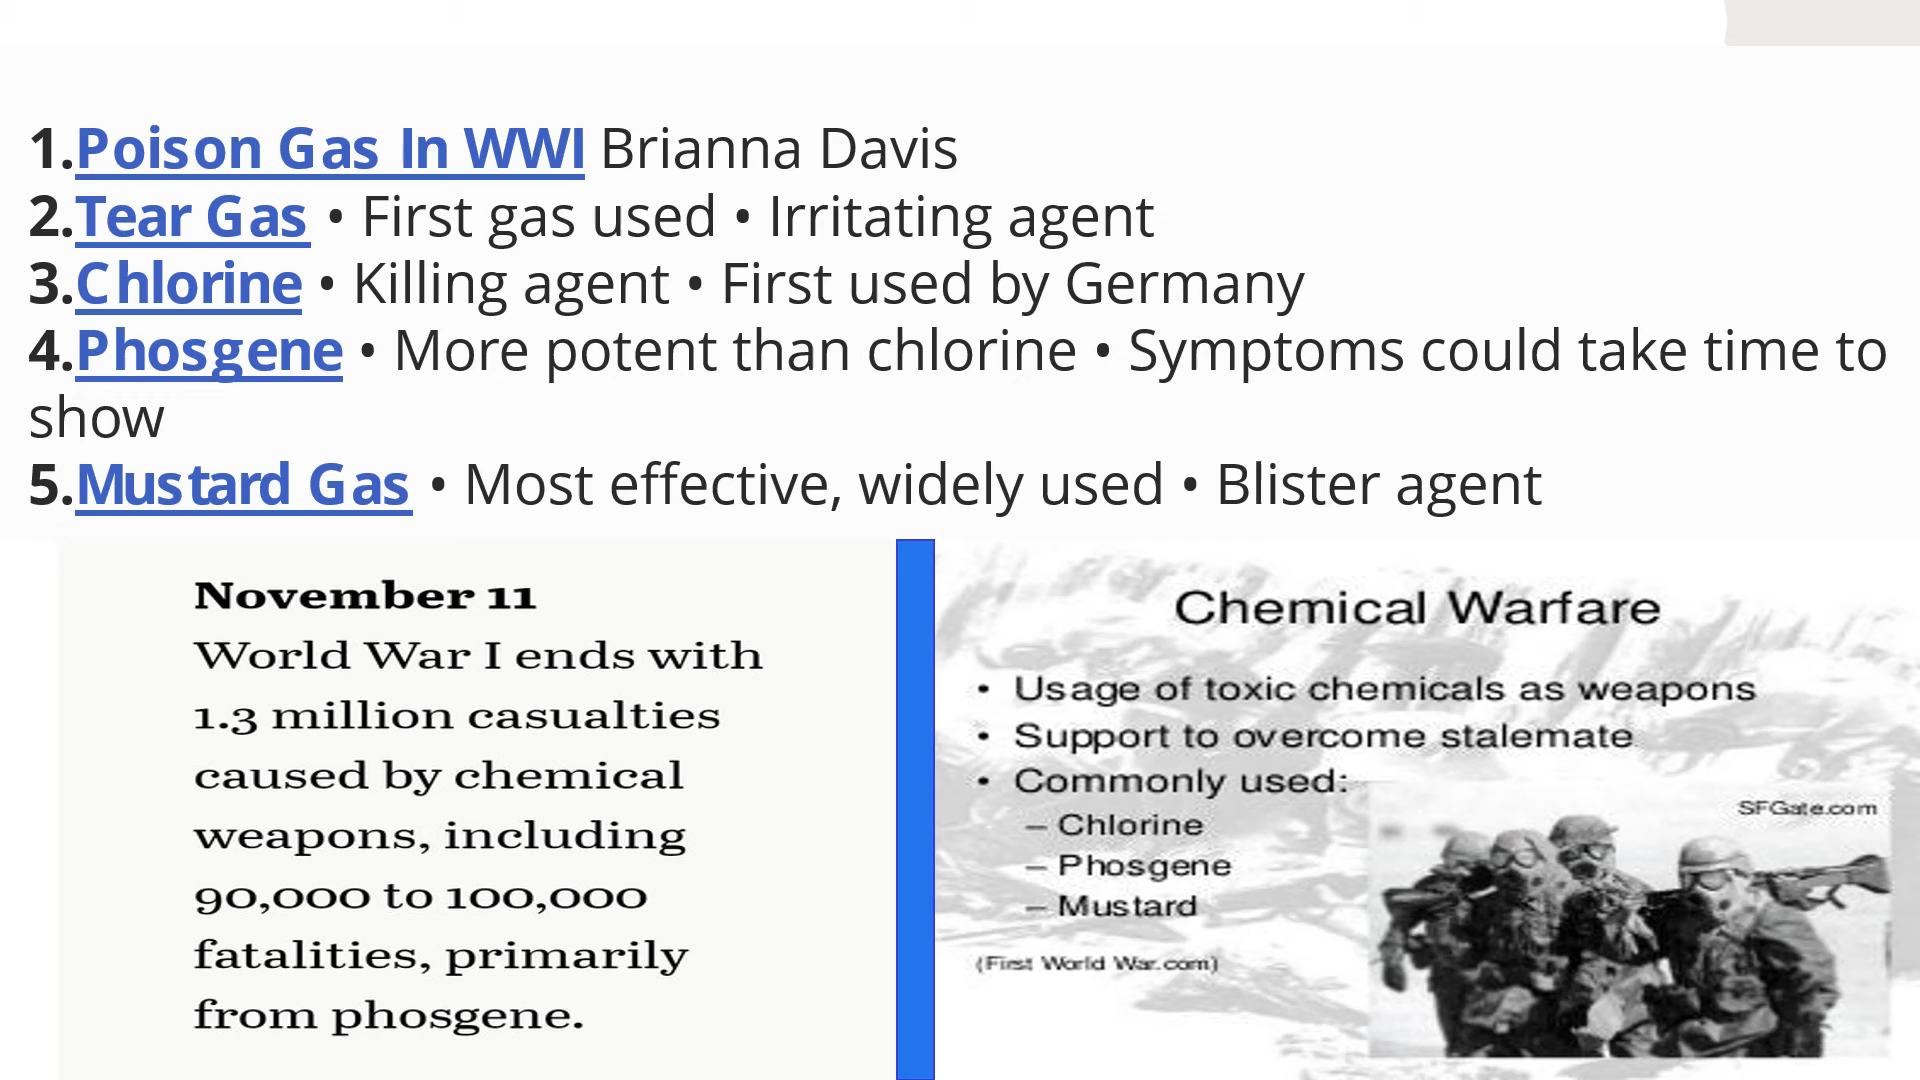 1.Poison Gas In WWI Brianna Davis
2.Tear Gas • First gas used • Irritating agent
3.Chlorine • Killing agent • First used by Germany
4.Phosgene • More potent than chlorine • Symptoms could take time to
show
5.Mustard Gas • Most effective, widely used • Blister agent
November 11
World War I ends with
1.3 million casualties
caused by chemical
weapons, including
90,000 to 100,000
fatalities, primarily
from phosgene.
Chemical Warfare
• Usage of toxic chemicals as weapons
• Support to overcome stalemate
• Commonly used:
– Chlorine
– Phosgene
– Mustard
(First World War.com)
SFGate.com